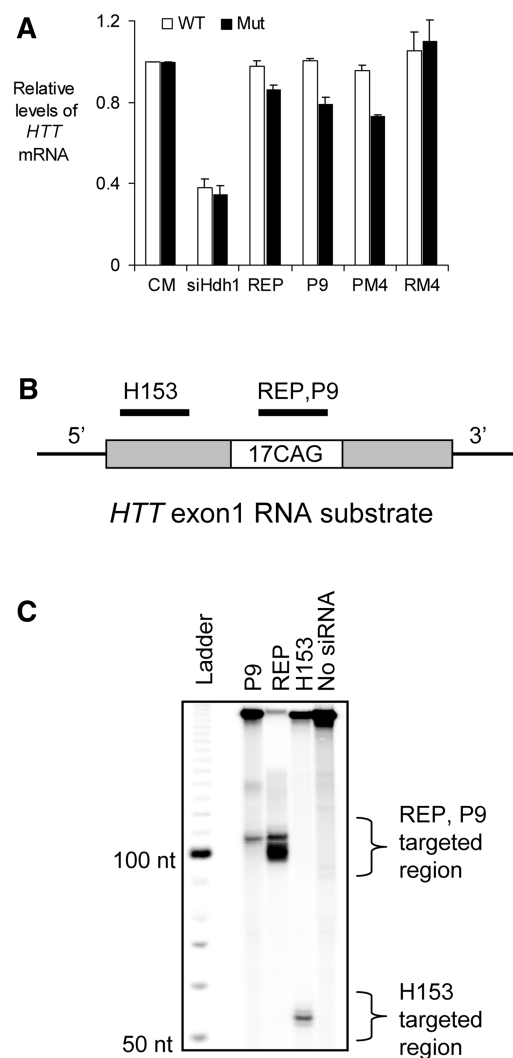 A
WT Mut
1.2
0.8
0.4
0
Relative
levels of
HTT
mRNA
CM siHdh1 REP P9 PM4 RM4
B
H153 REP,P9
5’ 3’
17CAG
HTT exon1 RNA substrate
C
Ladder
P9
REP
H153
No siRNA
REP, P9
targeted
region
100 nt
H153
targeted
region
50 nt